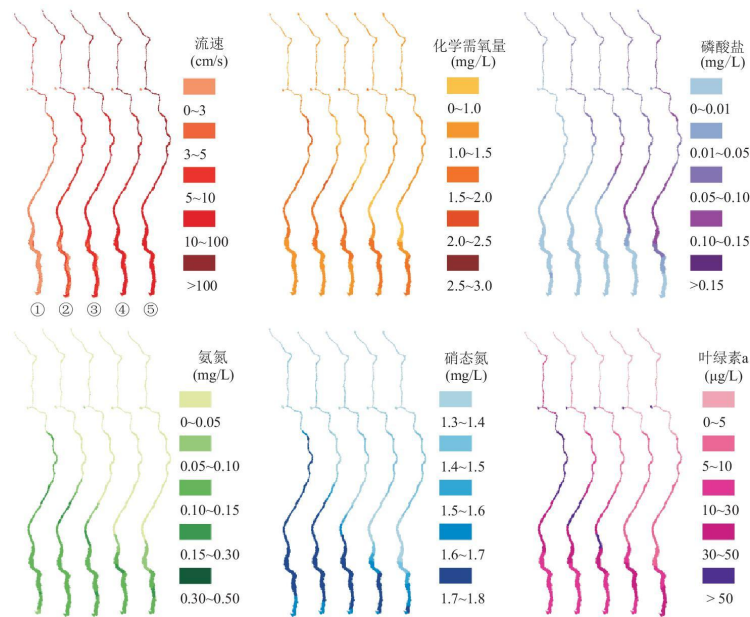 流速
(cm/s)
0~3
3~5
5~10
10~100
>100
① ② ③ ④ ⑤
化学需氧量
(mg/L)
0~1.0
1.0~1.5
1.5~2.0
2.0~2.5
2.5~3.0
磷酸盐
(mg/L)
0~0.01
0.01~0.05
0.05~0.10
0.10~0.15
>0.15
氨氮
(mg/L)
0~0.05
0.05~0.10
0.10~0.15
0.15~0.30
0.30~0.50
硝态氮
(mg/L)
1.3~1.4
1.4~1.5
1.5~1.6
1.6~1.7
1.7~1.8
叶绿素a
(μg/L)
0~5
5~10
10~30
30~50
> 50